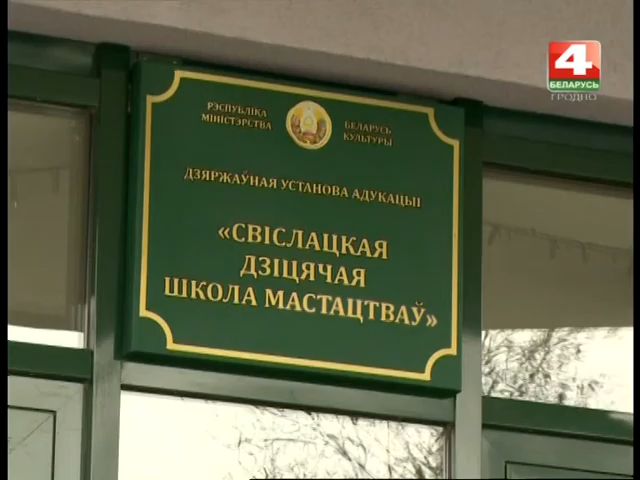 4
БЕЛАРУСЬ
ГРОДНО
РЭСПУБЛІКА БЕЛАРУСЬ
МІНІСТЭРСТВА КУЛЬТУРЫ
ДЗЯРЖАЎНАЯ УСТАНОВА АДУКАЦЫІ
«СВІСЛАЦКАЯ
ДЗІЦЯЧАЯ
ШКОЛА МАСТАЦТВАЎ»